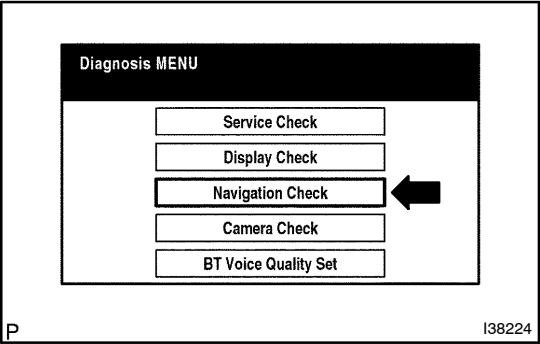 Diagnosis MENU
Service Check
Display Check
Navigation Check
Camera Check
BT Voice Quality Set
P
I38224